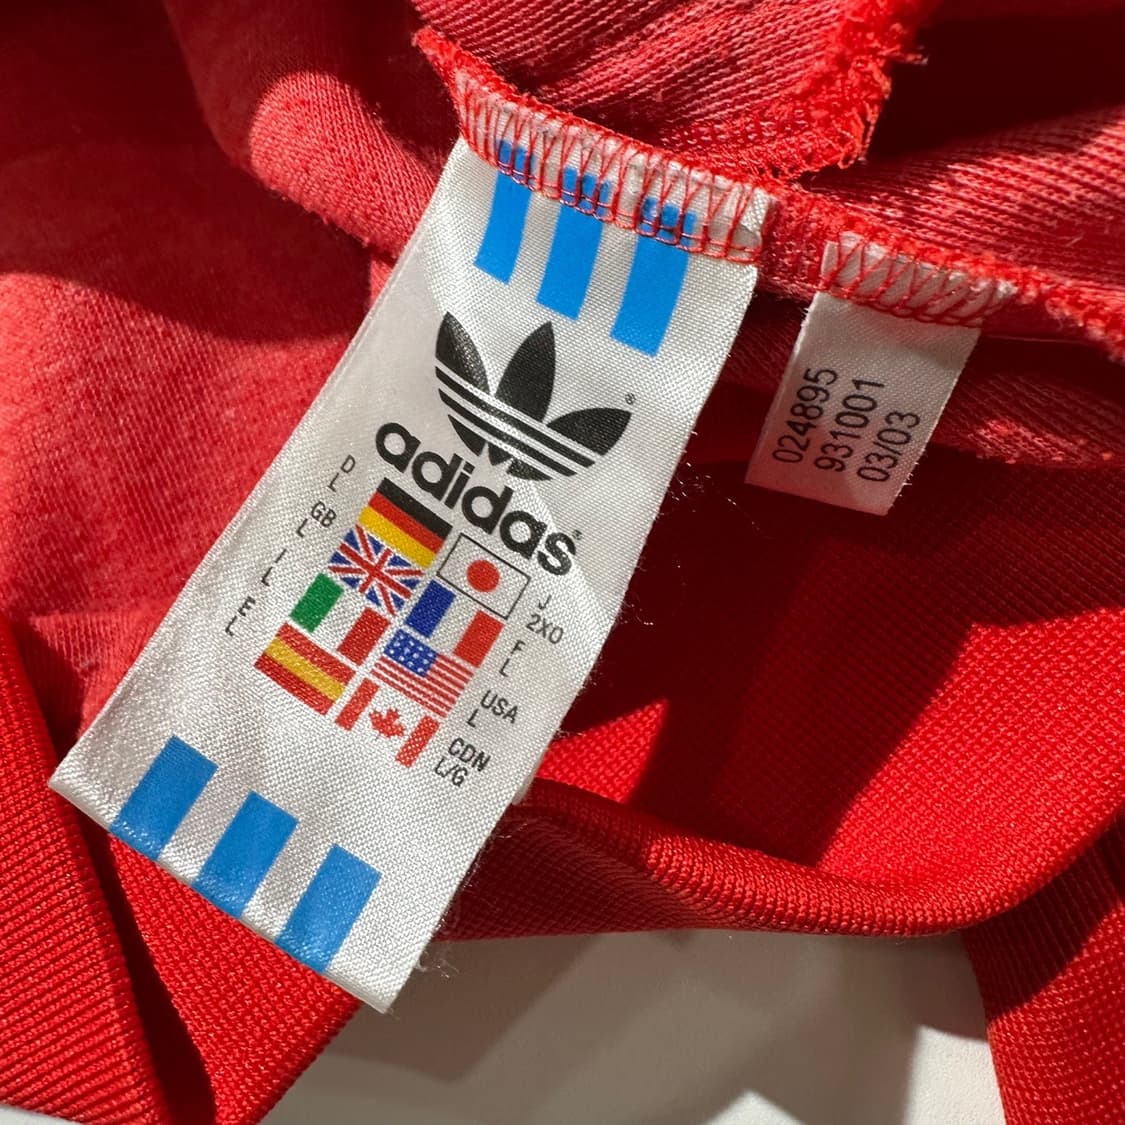 ®
adidas®
D
L
GB
L
I
L
E
L
J
2XO
F
L
USA
L
CDN
L/G
024895
931001
03/03